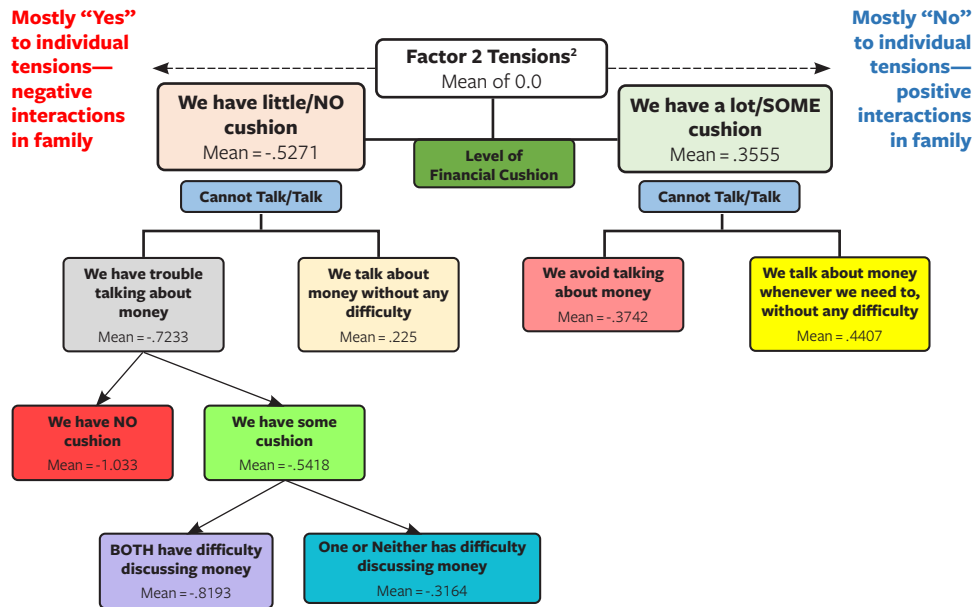 Mostly “Yes”
to individual
tensions—
negative
interactions
in family
Factor 2 Tensions²
Mean of 0.0
Mostly “No”
to individual
tensions—
positive
interactions
in family
We have little/NO
cushion
Mean = -.5271
We have a lot/SOME
cushion
Mean = .3555
Level of
Financial Cushion
Cannot Talk/Talk
Cannot Talk/Talk
We have trouble
talking about
money
Mean = -.7233
We talk about
money without any
difficulty
Mean = .225
We avoid talking
about money
Mean = -.3742
We talk about money
whenever we need to,
without any difficulty
Mean = .4407
We have NO
cushion
Mean = -1.033
We have some
cushion
Mean = -.5418
BOTH have difficulty
discussing money
Mean = -.8193
One or Neither has difficulty
discussing money
Mean = -.3164